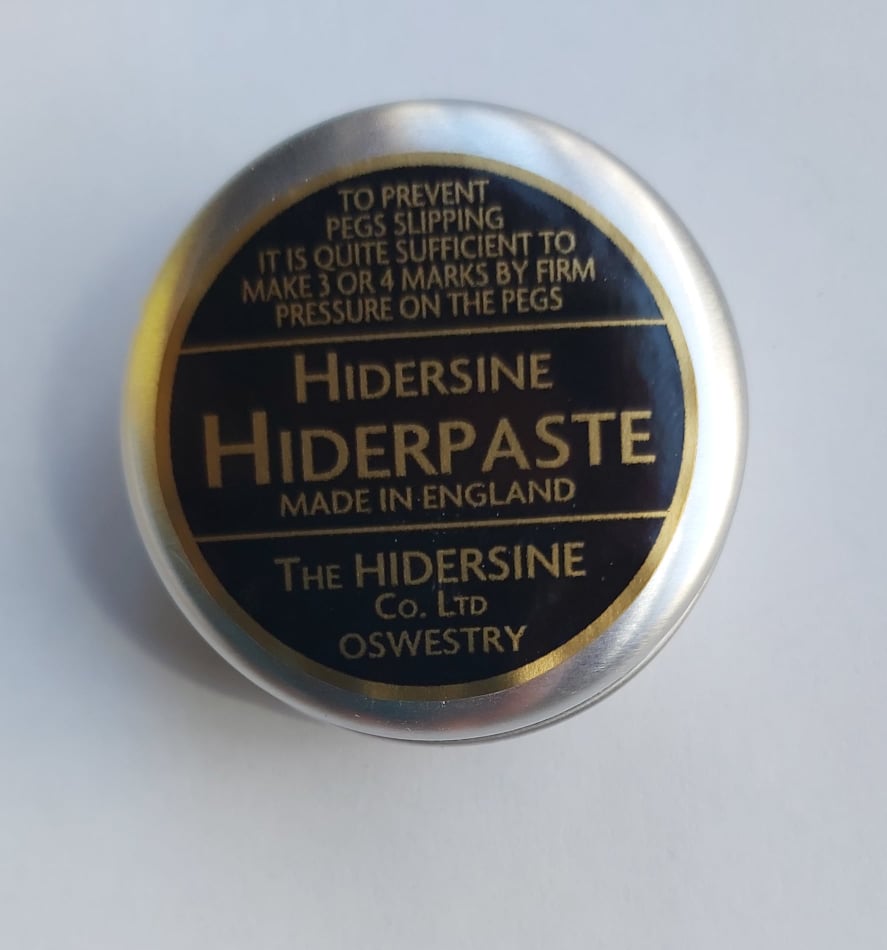 TO PREVENT
PEGS SLIPPING
IT IS QUITE SUFFICIENT TO
MAKE 3 OR 4 MARKS BY FIRM
PRESSURE ON THE PEGS
HIDERSINE
HIDERPASTE
MADE IN ENGLAND
THE HIDERSINE
CO. LTD
OSWESTRY